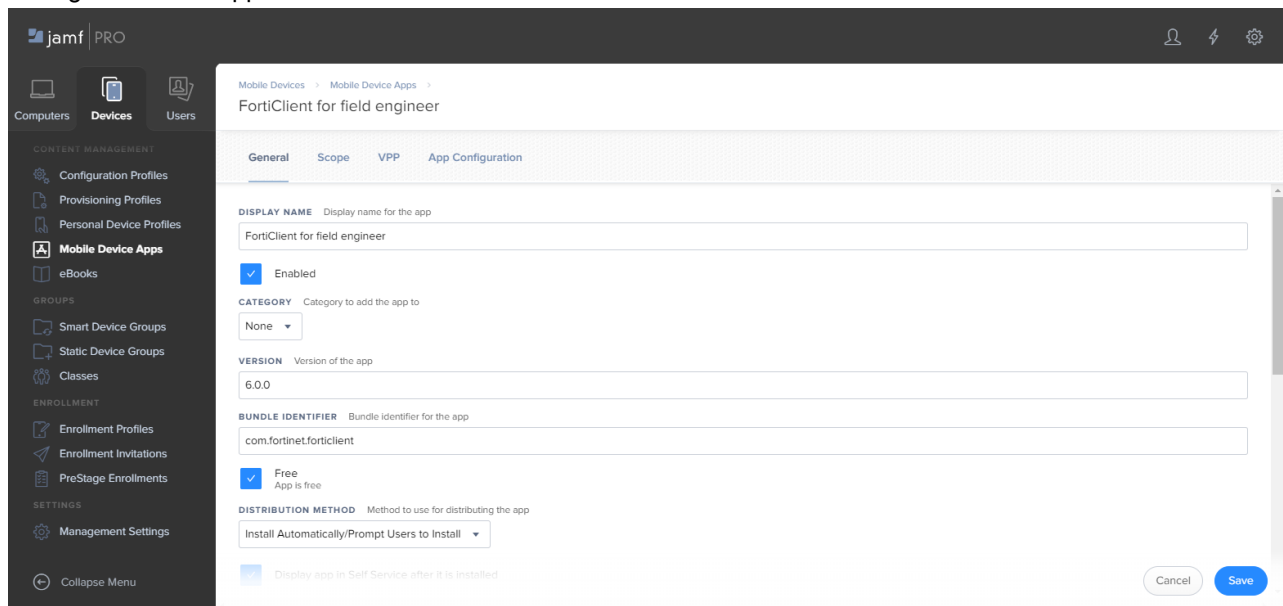 jamf PRO
Computers
Devices
Users
CONTENT MANAGEMENT
Configuration Profiles
Provisioning Profiles
Personal Device Profiles
Mobile Device Apps
eBooks
GROUPS
Smart Device Groups
Static Device Groups
Classes
ENROLLMENT
Enrollment Profiles
Enrollment Invitations
PreStage Enrollments
SETTINGS
Management Settings
Collapse Menu
Mobile Devices > Mobile Device Apps >
FortiClient for field engineer
General Scope VPP App Configuration
DISPLAY NAME Display name for the app
FortiClient for field engineer
Enabled
CATEGORY Category to add the app to
None
VERSION Version of the app
6.0.0
BUNDLE IDENTIFIER Bundle identifier for the app
com.fortinet.forticlient
Free
App is free
DISTRIBUTION METHOD Method to use for distributing the app
Install Automatically/Prompt Users to Install
Display app in Self Service after it is installed
Cancel Save